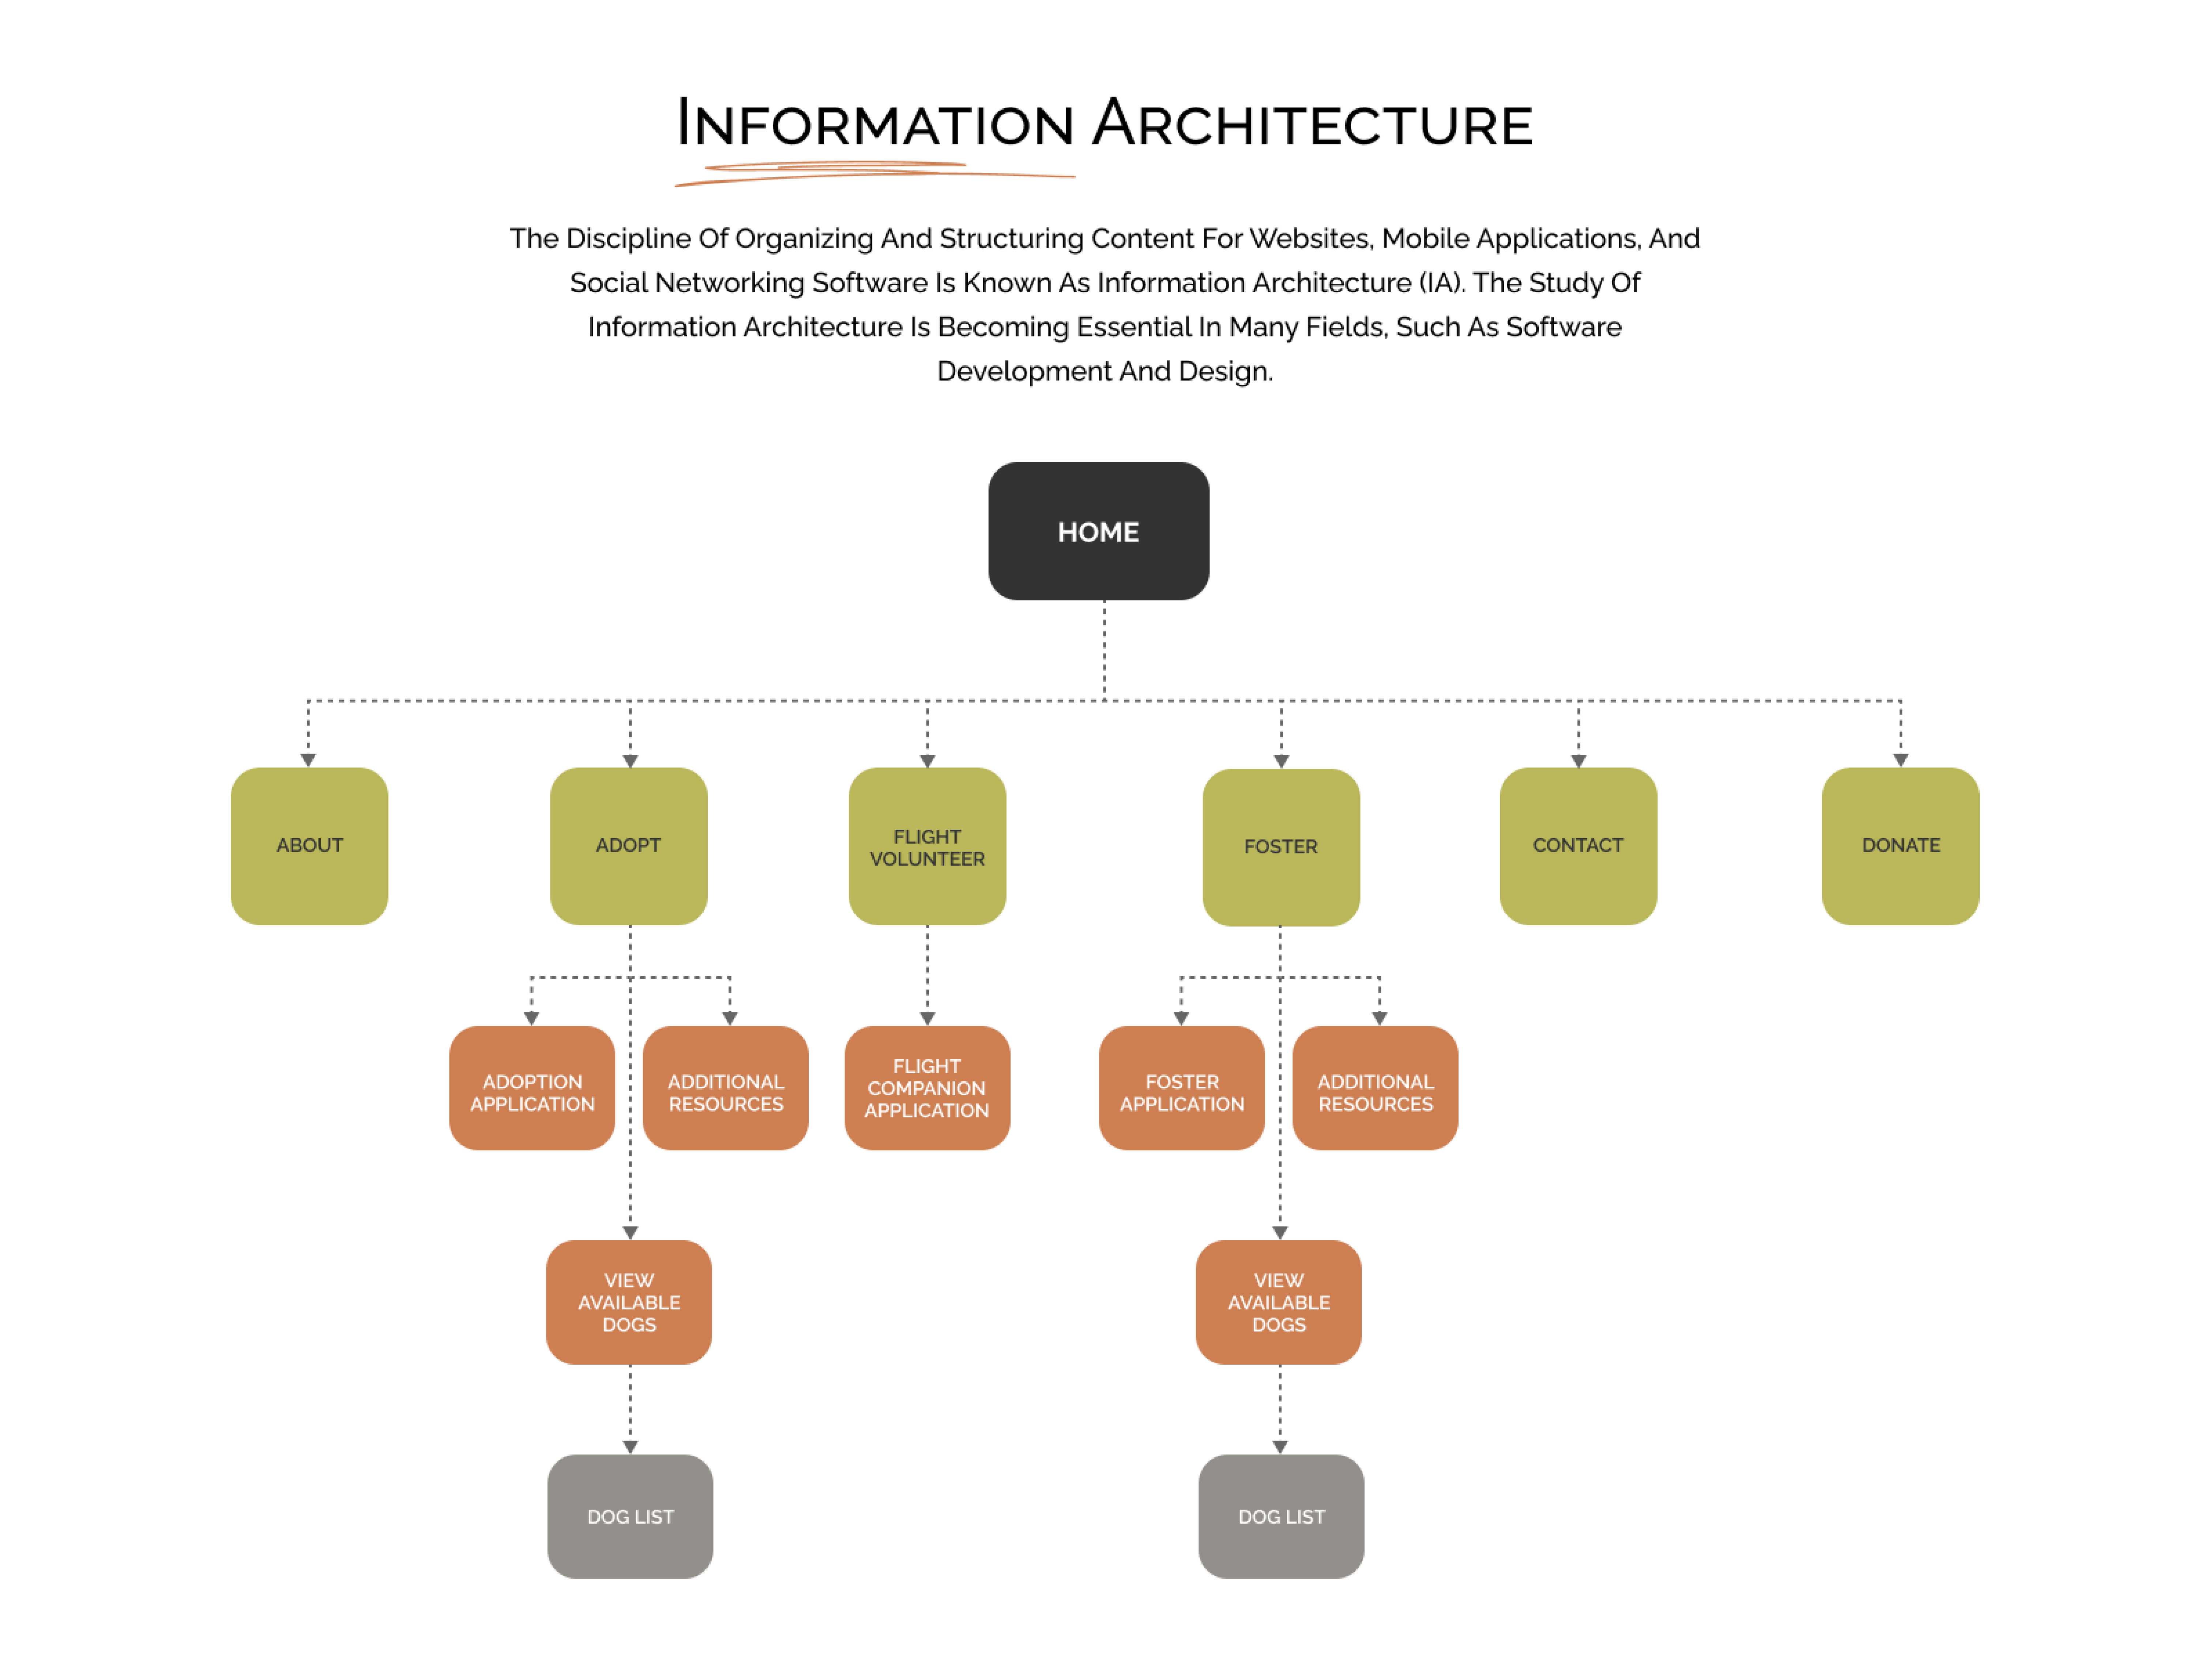 Information Architecture
The Discipline Of Organizing And Structuring Content For Websites, Mobile Applications, And
Social Networking Software Is Known As Information Architecture (IA). The Study Of
Information Architecture Is Becoming Essential In Many Fields, Such As Software
Development And Design.
HOME
ABOUT
ADOPT
FLIGHT
VOLUNTEER
FOSTER
CONTACT
DONATE
ADOPTION
APPLICATION
ADDITIONAL
RESOURCES
FLIGHT
COMPANION
APPLICATION
FOSTER
APPLICATION
ADDITIONAL
RESOURCES
VIEW
AVAILABLE
DOGS
VIEW
AVAILABLE
DOGS
DOG LIST
DOG LIST